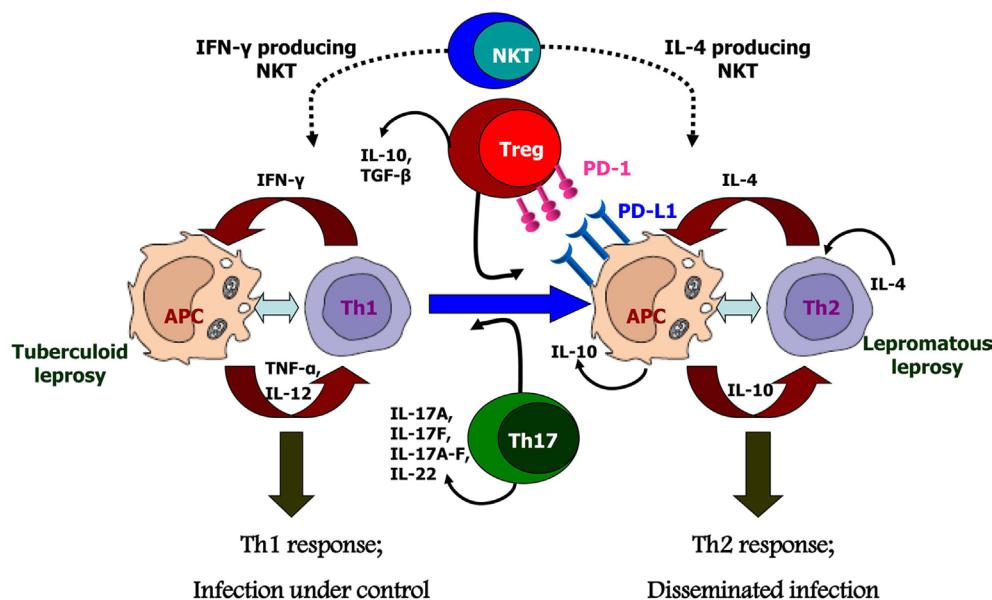 IFN-γ producing
NKT
NKT
IL-4 producing
NKT
Treg
IL-10,
TGF-β
PD-1
PD-L1
IFN-γ
IL-4
APC
Th1
APC
Th2
IL-4
Tuberculoid
leprosy
TNF-α,
IL-12
IL-10
IL-10
Lepromatous
leprosy
IL-17A,
IL-17F,
IL-17A-F,
IL-22
Th17
Th1 response;
Infection under control
Th2 response;
Disseminated infection